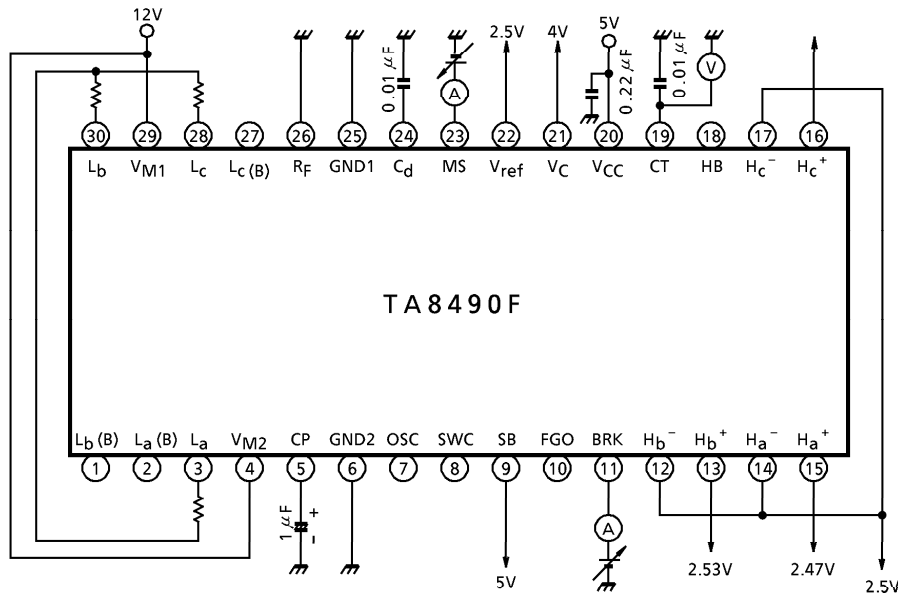 12V
2.5V
4V
5V
0.01 μF
A
0.22 μF
0.01 μF
V
30 29 28 27 26 25 24 23 22 21 20 19 18 17 16
Lb VM1 Lc Lc (B) RF GND1 Cd MS Vref VC VCC CT HB Hc⁻ Hc⁺
TA8490F
Lb (B) La (B) La VM2 CP GND2 OSC SWC SB FGO BRK Hb⁻ Hb⁺ Ha⁻ Ha⁺
1 2 3 4 5 6 7 8 9 10 11 12 13 14 15
1 μF
+
-
A
5V
2.53V
2.47V
2.5V